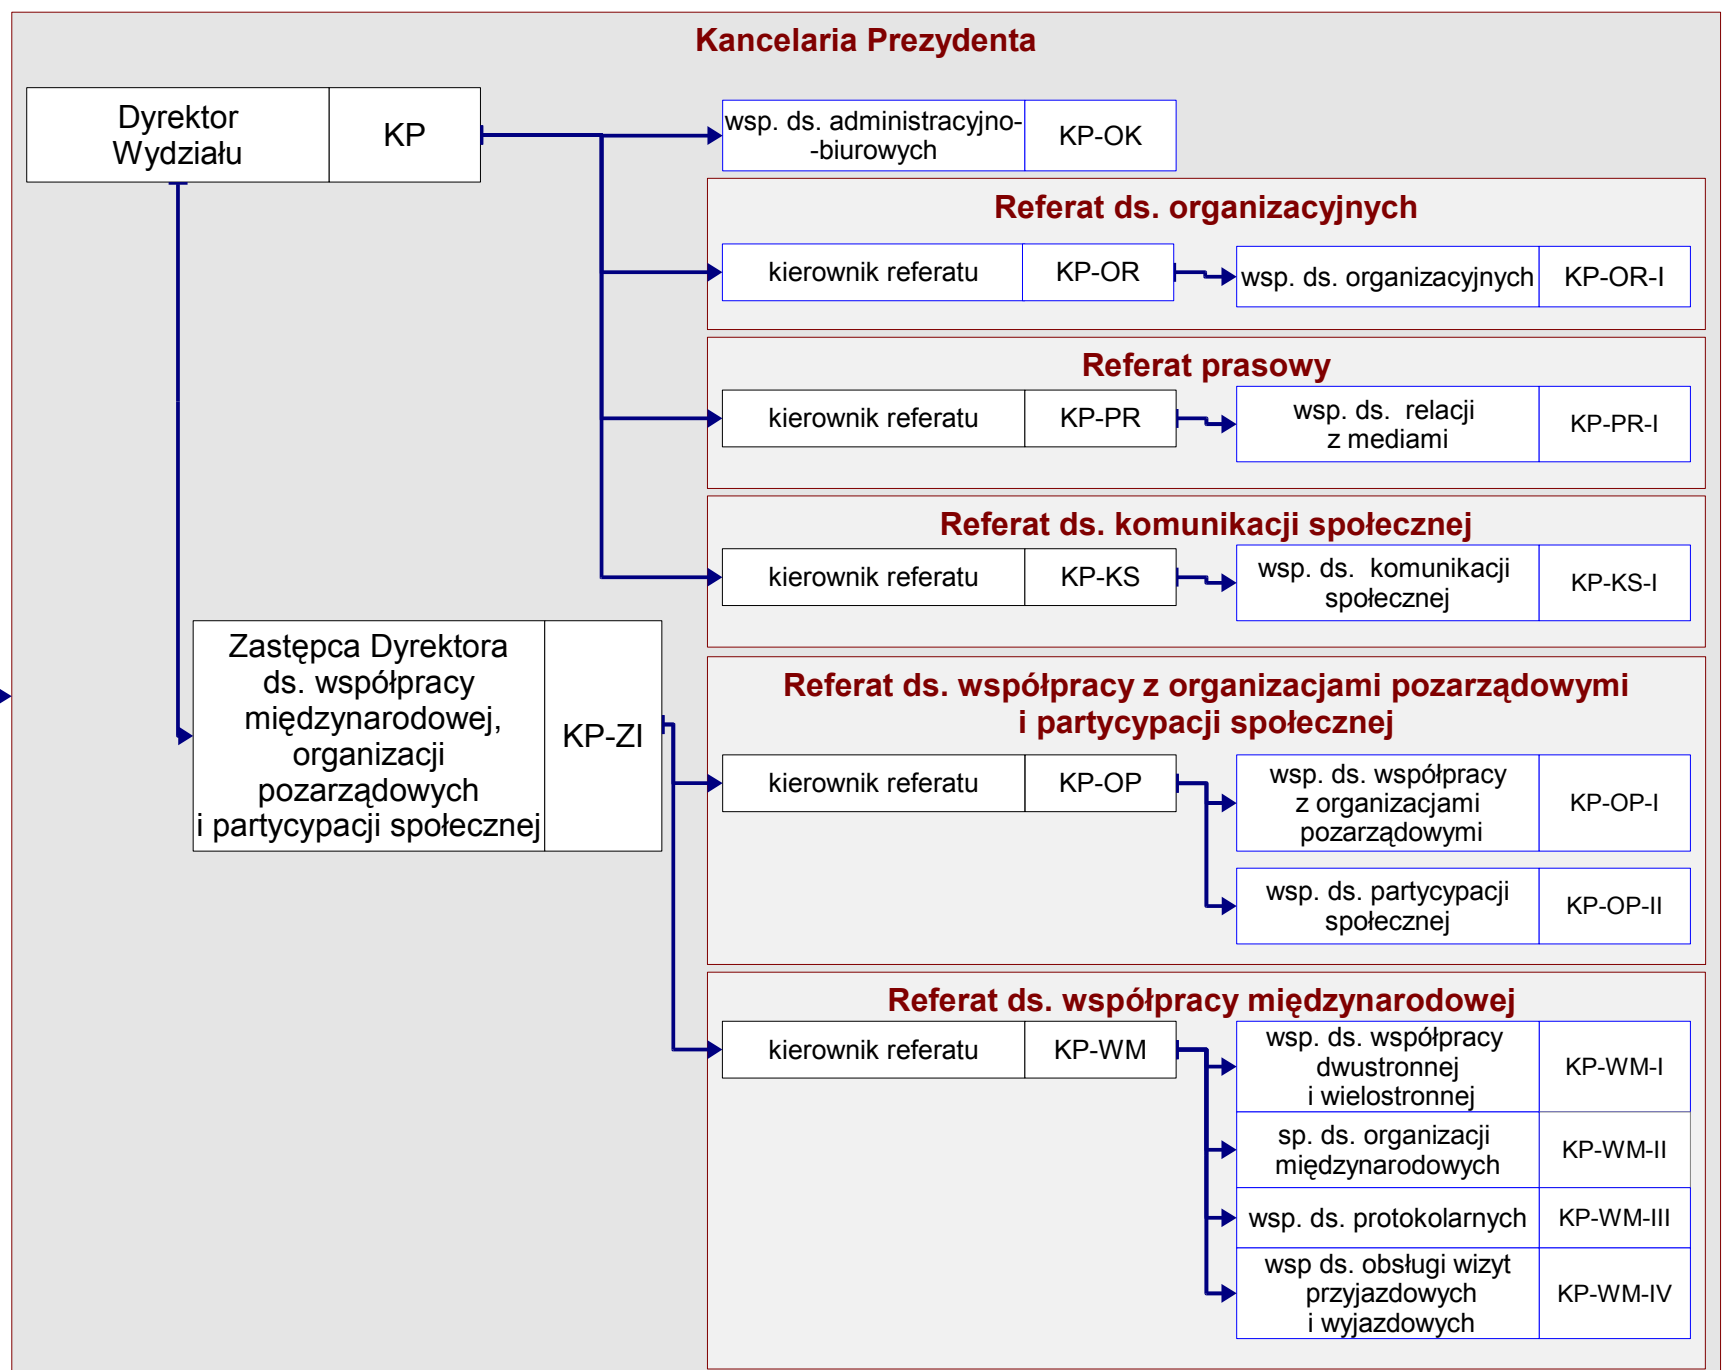 Kancelaria Prezydenta
Dyrektor
Wydziału
KP
wsp. ds. administracyjno-
-biurowych
KP-OK
Referat ds. organizacyjnych
kierownik referatu
KP-OR
wsp. ds. organizacyjnych
KP-OR-I
Referat prasowy
kierownik referatu
KP-PR
wsp. ds. relacji
z mediami
KP-PR-I
Referat ds. komunikacji społecznej
kierownik referatu
KP-KS
wsp. ds. komunikacji
społecznej
KP-KS-I
Zastępca Dyrektora
ds. współpracy
międzynarodowej,
organizacji
pozarządowych
i partycypacji społecznej
KP-ZI
Referat ds. współpracy z organizacjami pozarządowymi
i partycypacji społecznej
kierownik referatu
KP-OP
wsp. ds. współpracy
z organizacjami
pozarządowymi
KP-OP-I
wsp. ds. partycypacji
społecznej
KP-OP-II
Referat ds. współpracy międzynarodowej
kierownik referatu
KP-WM
wsp. ds. współpracy
dwustronnej
i wielostronnej
KP-WM-I
sp. ds. organizacji
międzynarodowych
KP-WM-II
wsp. ds. protokolarnych
KP-WM-III
wsp ds. obsługi wizyt
przyjazdowych
i wyjazdowych
KP-WM-IV